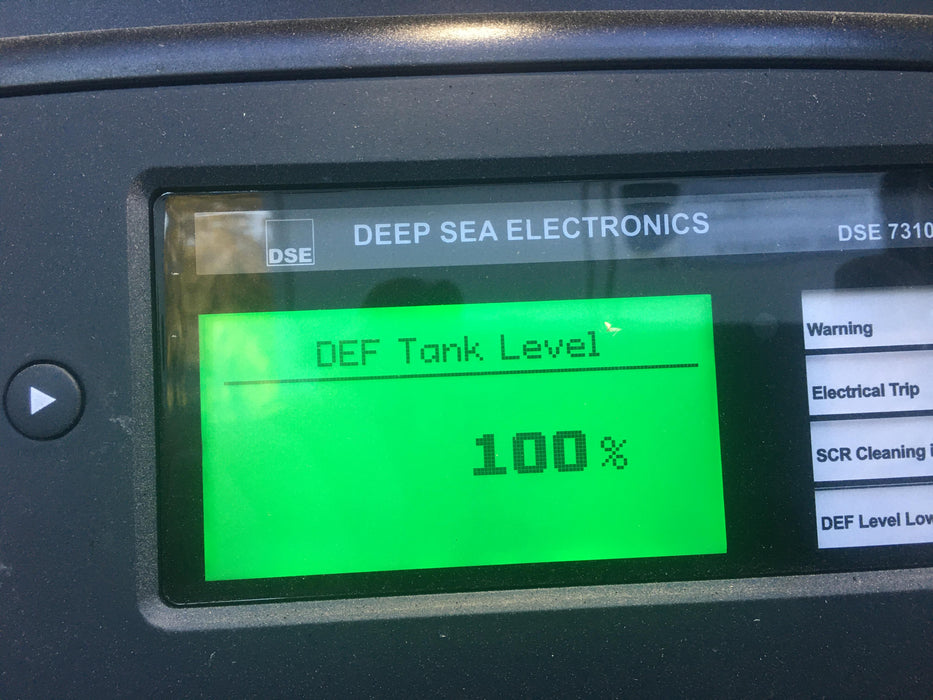 DSE
DEEP SEA ELECTRONICS
DSE 7310
DEF Tank Level
100%
Warning
Electrical Trip
SCR Cleaning
DEF Level Low